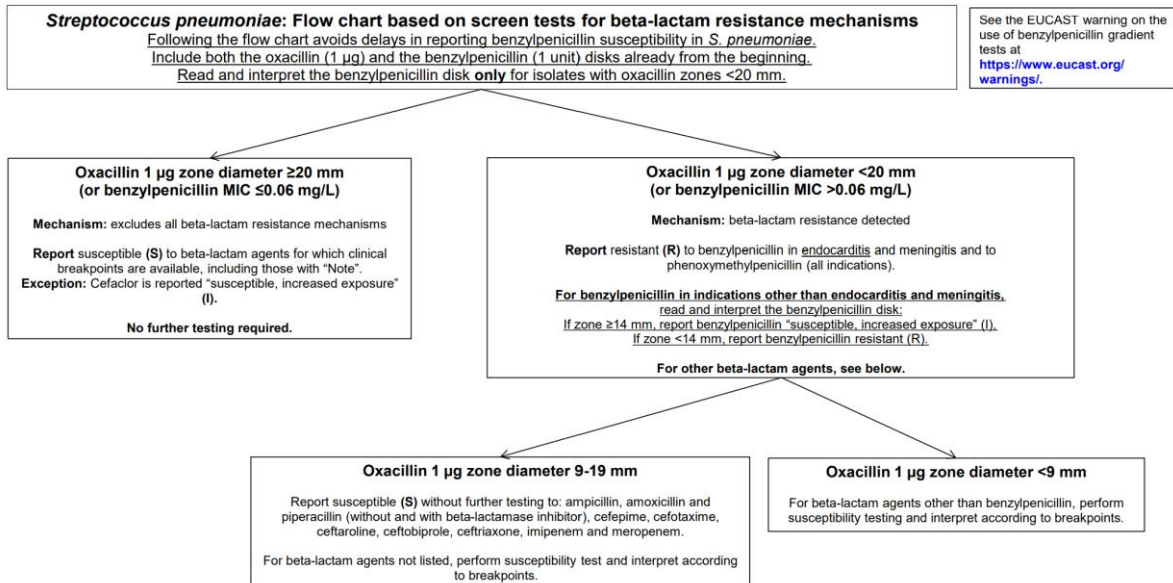 Streptococcus pneumoniae: Flow chart based on screen tests for beta-lactam resistance mechanisms
Following the flow chart avoids delays in reporting benzylpenicillin susceptibility in S. pneumoniae.
Include both the oxacillin (1 µg) and the benzylpenicillin (1 unit) disks already from the beginning.
Read and interpret the benzylpenicillin disk only for isolates with oxacillin zones <20 mm.
See the EUCAST warning on the
use of benzylpenicillin gradient
tests at
https://www.eucast.org/
warnings/.
Oxacillin 1 µg zone diameter ≥20 mm
(or benzylpenicillin MIC ≤0.06 mg/L)
Mechanism: excludes all beta-lactam resistance mechanisms
Report susceptible (S) to beta-lactam agents for which clinical
breakpoints are available, including those with “Note”.
Exception: Cefaclor is reported “susceptible, increased exposure”
(I).
No further testing required.
Oxacillin 1 µg zone diameter <20 mm
(or benzylpenicillin MIC >0.06 mg/L)
Mechanism: beta-lactam resistance detected
Report resistant (R) to benzylpenicillin in endocarditis and meningitis and to
phenoxymethylpenicillin (all indications).
For benzylpenicillin in indications other than endocarditis and meningitis,
read and interpret the benzylpenicillin disk:
If zone ≥14 mm, report benzylpenicillin “susceptible, increased exposure” (I),
If zone <14 mm, report benzylpenicillin resistant (R).
For other beta-lactam agents, see below.
Oxacillin 1 µg zone diameter 9-19 mm
Report susceptible (S) without further testing to: ampicillin, amoxicillin and
piperacillin (without and with beta-lactamase inhibitor), cefepime, cefotaxime,
ceftaroline, ceftobiprole, ceftriaxone, imipenem and meropenem.
For beta-lactam agents not listed, perform susceptibility test and interpret according
to breakpoints.
Oxacillin 1 µg zone diameter <9 mm
For beta-lactam agents other than benzylpenicillin, perform
susceptibility testing and interpret according to breakpoints.